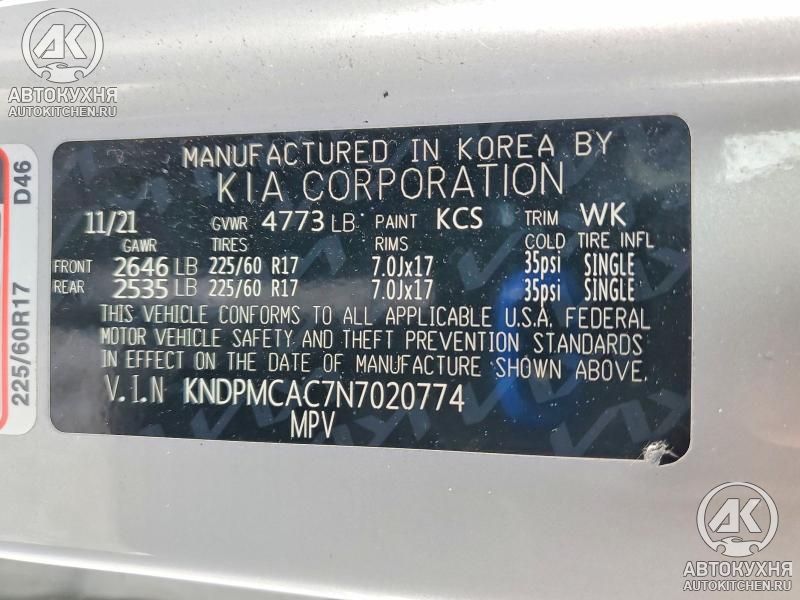 АК
АВТОКУХНЯ
AUTOKITCHEN.RU
D46
225/60R17
MANUFACTURED IN KOREA BY
KIA CORPORATION
11/21 GVWR 4773 LB PAINT KCS TRIM WK
GAWR TIRES RIMS COLD TIRE INFL
FRONT 2646 LB 225/60 R17 7.0Jx17 35psi SINGLE
REAR 2535 LB 225/60 R17 7.0Jx17 35psi SINGLE
THIS VEHICLE CONFORMS TO ALL APPLICABLE U.S.A. FEDERAL
MOTOR VEHICLE SAFETY AND THEFT PREVENTION STANDARDS
IN EFFECT ON THE DATE OF MANUFACTURE SHOWN ABOVE.
V.I.N KNDPMCAC7N7020774
MPV
АК
АВТОКУХНЯ
AUTOKITCHEN.RU